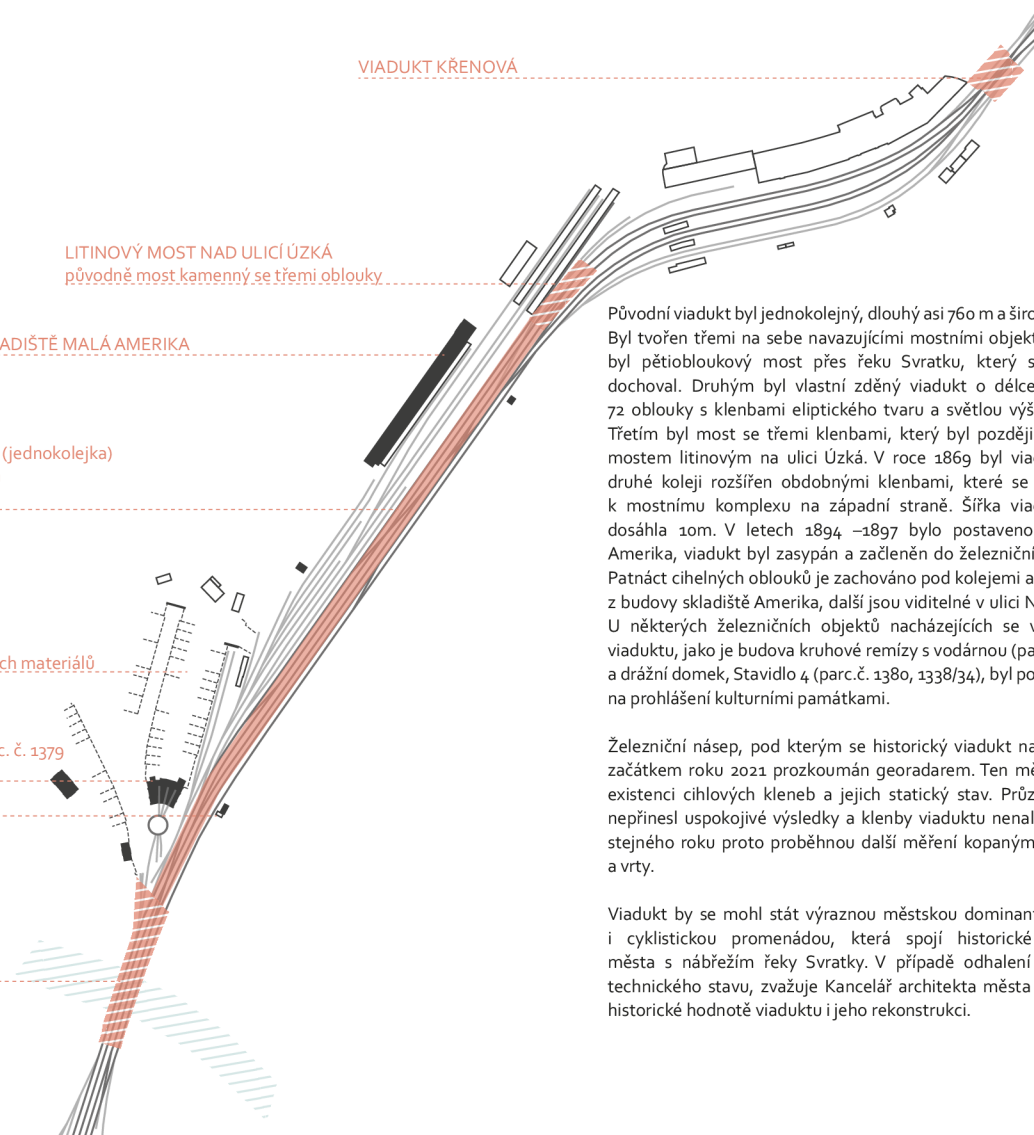 VIADUKT KŘENOVÁ
LITINOVÝ MOST NAD ULICÍ ÚZKÁ
původně most kamenný se třemi oblouky
ADIŠTĚ MALÁ AMERIKA
(jednokolejka)
ch materiálů
c. č. 1379
Původní viadukt byl jednokolejný, dlouhý asi 760 m a širo
Byl tvořen třemi na sebe navazujícími mostními objekt
byl pětiobloukový most přes řeku Svratku, který s
dochoval. Druhým byl vlastní zděný viadukt o délce
72 oblouky s klenbami eliptického tvaru a světlou výš
Třetím byl most se třemi klenbami, který byl později
mostem litinovým na ulici Úzká. V roce 1869 byl viad
druhé koleji rozšířen obdobnými klenbami, které se
k mostnímu komplexu na západní straně. Šířka viad
dosáhla 10m. V letech 1894 –1897 bylo postaveno
Amerika, viadukt byl zasypán a začleněn do železniční
Patnáct cihelných oblouků je zachováno pod kolejemi a
z budovy skladiště Amerika, další jsou viditelné v ulici N
U některých železničních objektů nacházejících se v
viaduktu, jako je budova kruhové remízy s vodárnou (pa
a drážní domek, Stavidlo 4 (parc.č. 1380, 1338/34), byl po
na prohlášení kulturními památkami.
Železniční násep, pod kterým se historický viadukt na
začátkem roku 2021 prozkoumán georadarem. Ten mě
existenci cihlových kleneb a jejich statický stav. Průz
nepřinesl uspokojivé výsledky a klenby viaduktu nenal
stejného roku proto proběhnou další měření kopaným
a vrty.
Viadukt by se mohl stát výraznou městskou dominan
i cyklistickou promenádou, která spojí historické
města s nábřežím řeky Svratky. V případě odhalení
technického stavu, zvažuje Kancelář architekta města
historické hodnotě viaduktu i jeho rekonstrukci.